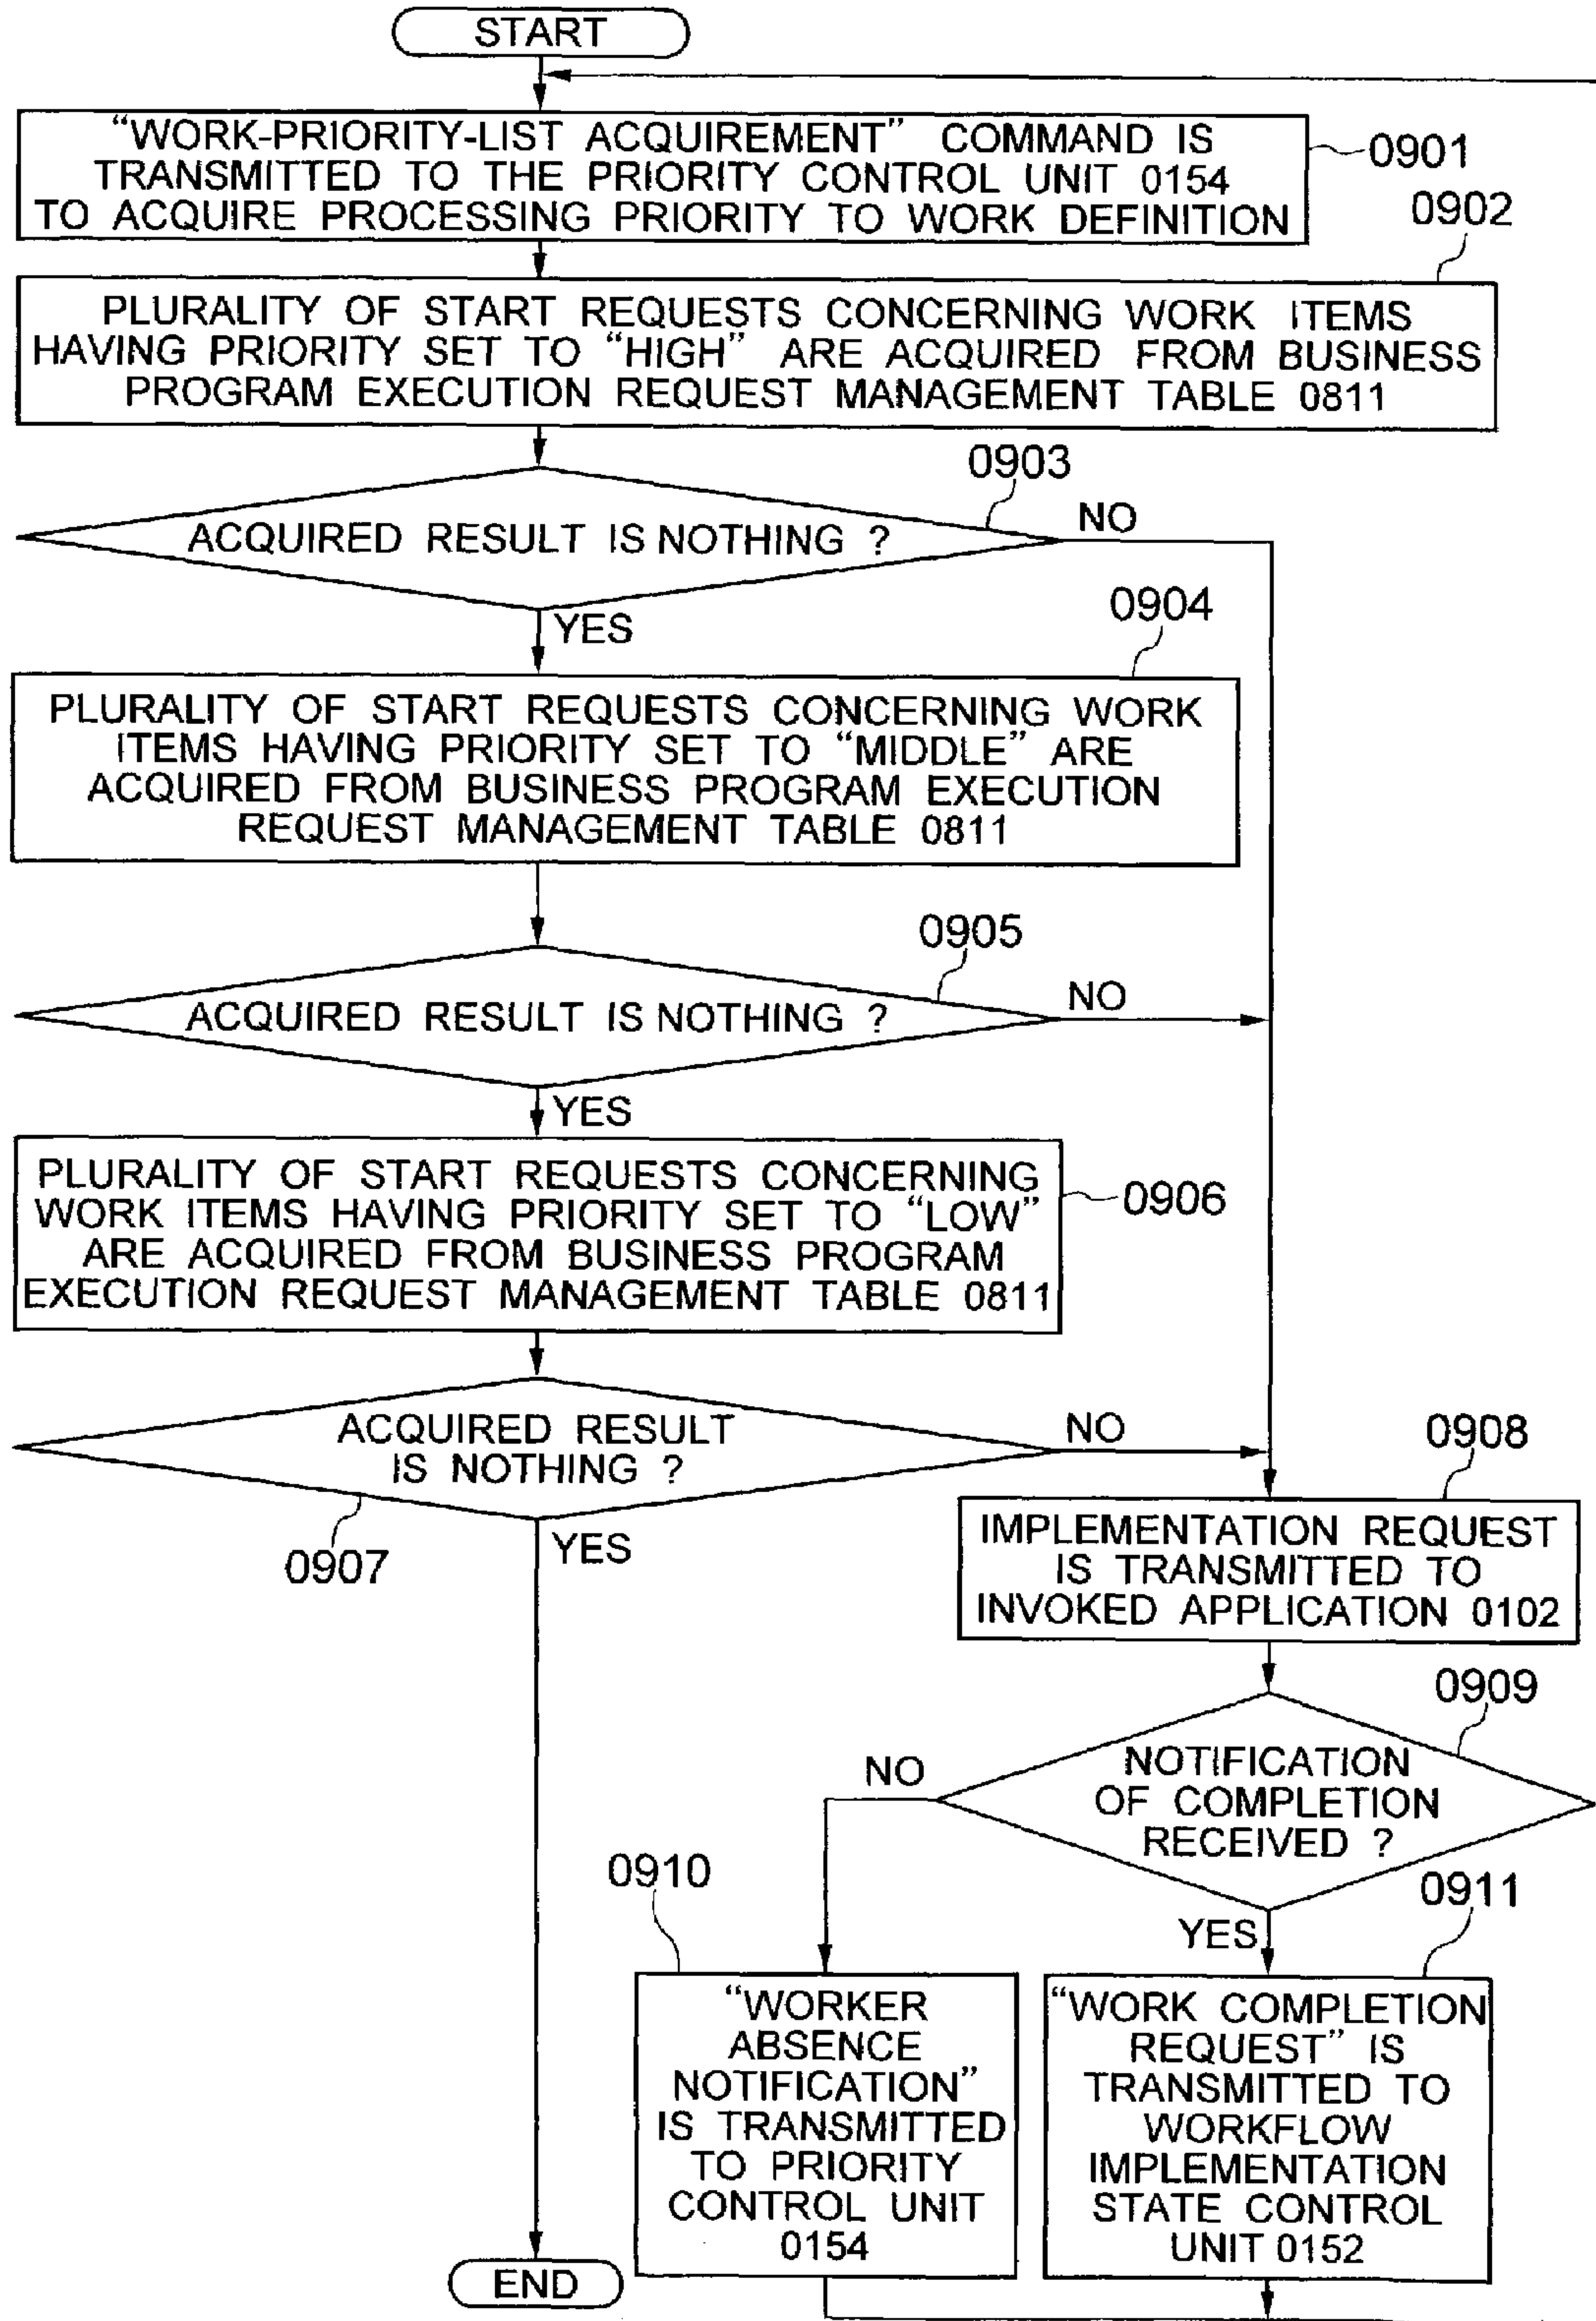 START
“WORK-PRIORITY-LIST ACQUIREMENT” COMMAND IS
TRANSMITTED TO THE PRIORITY CONTROL UNIT 0154
TO ACQUIRE PROCESSING PRIORITY TO WORK DEFINITION
0901
0902
PLURALITY OF START REQUESTS CONCERNING WORK ITEMS
HAVING PRIORITY SET TO “HIGH” ARE ACQUIRED FROM BUSINESS
PROGRAM EXECUTION REQUEST MANAGEMENT TABLE 0811
0903
ACQUIRED RESULT IS NOTHING ?
NO
YES
0904
PLURALITY OF START REQUESTS CONCERNING WORK
ITEMS HAVING PRIORITY SET TO “MIDDLE” ARE
ACQUIRED FROM BUSINESS PROGRAM EXECUTION
REQUEST MANAGEMENT TABLE 0811
0905
ACQUIRED RESULT IS NOTHING ?
NO
YES
PLURALITY OF START REQUESTS CONCERNING
WORK ITEMS HAVING PRIORITY SET TO “LOW”
ARE ACQUIRED FROM BUSINESS PROGRAM
EXECUTION REQUEST MANAGEMENT TABLE 0811
0906
ACQUIRED RESULT
IS NOTHING ?
NO
0907
YES
0908
IMPLEMENTATION REQUEST
IS TRANSMITTED TO
INVOKED APPLICATION 0102
0909
NOTIFICATION
OF COMPLETION
RECEIVED ?
NO
YES
0910
“WORKER
ABSENCE
NOTIFICATION”
IS TRANSMITTED
TO PRIORITY
CONTROL UNIT
0154
0911
“WORK COMPLETION
REQUEST” IS
TRANSMITTED TO
WORKFLOW
IMPLEMENTATION
STATE CONTROL
UNIT 0152
END